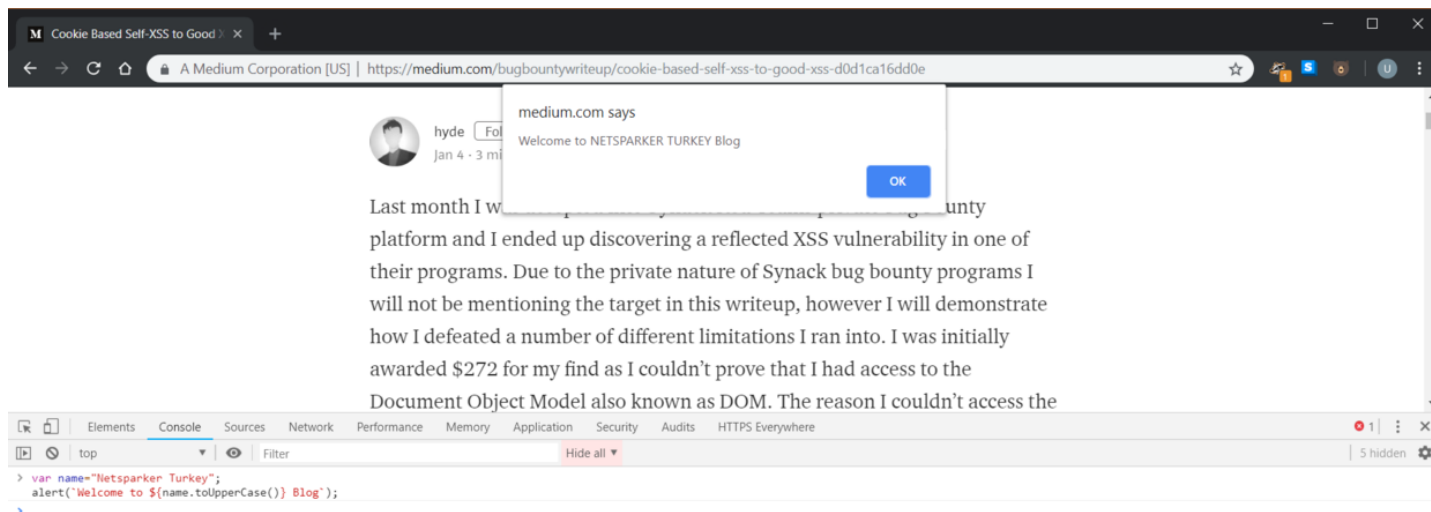 M Cookie Based Self-XSS to Good X
A Medium Corporation [US] | https://medium.com/bugbountywriteup/cookie-based-self-xss-to-good-xss-d0d1ca16dd0e
1 S U
medium.com says
Welcome to NETSPARKER TURKEY Blog
OK
hyde Fol
Jan 4 · 3 mi
Last month I w unty
platform and I ended up discovering a reflected XSS vulnerability in one of
their programs. Due to the private nature of Synack bug bounty programs I
will not be mentioning the target in this writeup, however I will demonstrate
how I defeated a number of different limitations I ran into. I was initially
awarded $272 for my find as I couldn’t prove that I had access to the
Document Object Model also known as DOM. The reason I couldn’t access the
Elements Console Sources Network Performance Memory Application Security Audits HTTPS Everywhere 1
top Filter Hide all 5 hidden
> var name="Netsparker Turkey";
alert(`Welcome to ${name.toUpperCase()} Blog`);
>